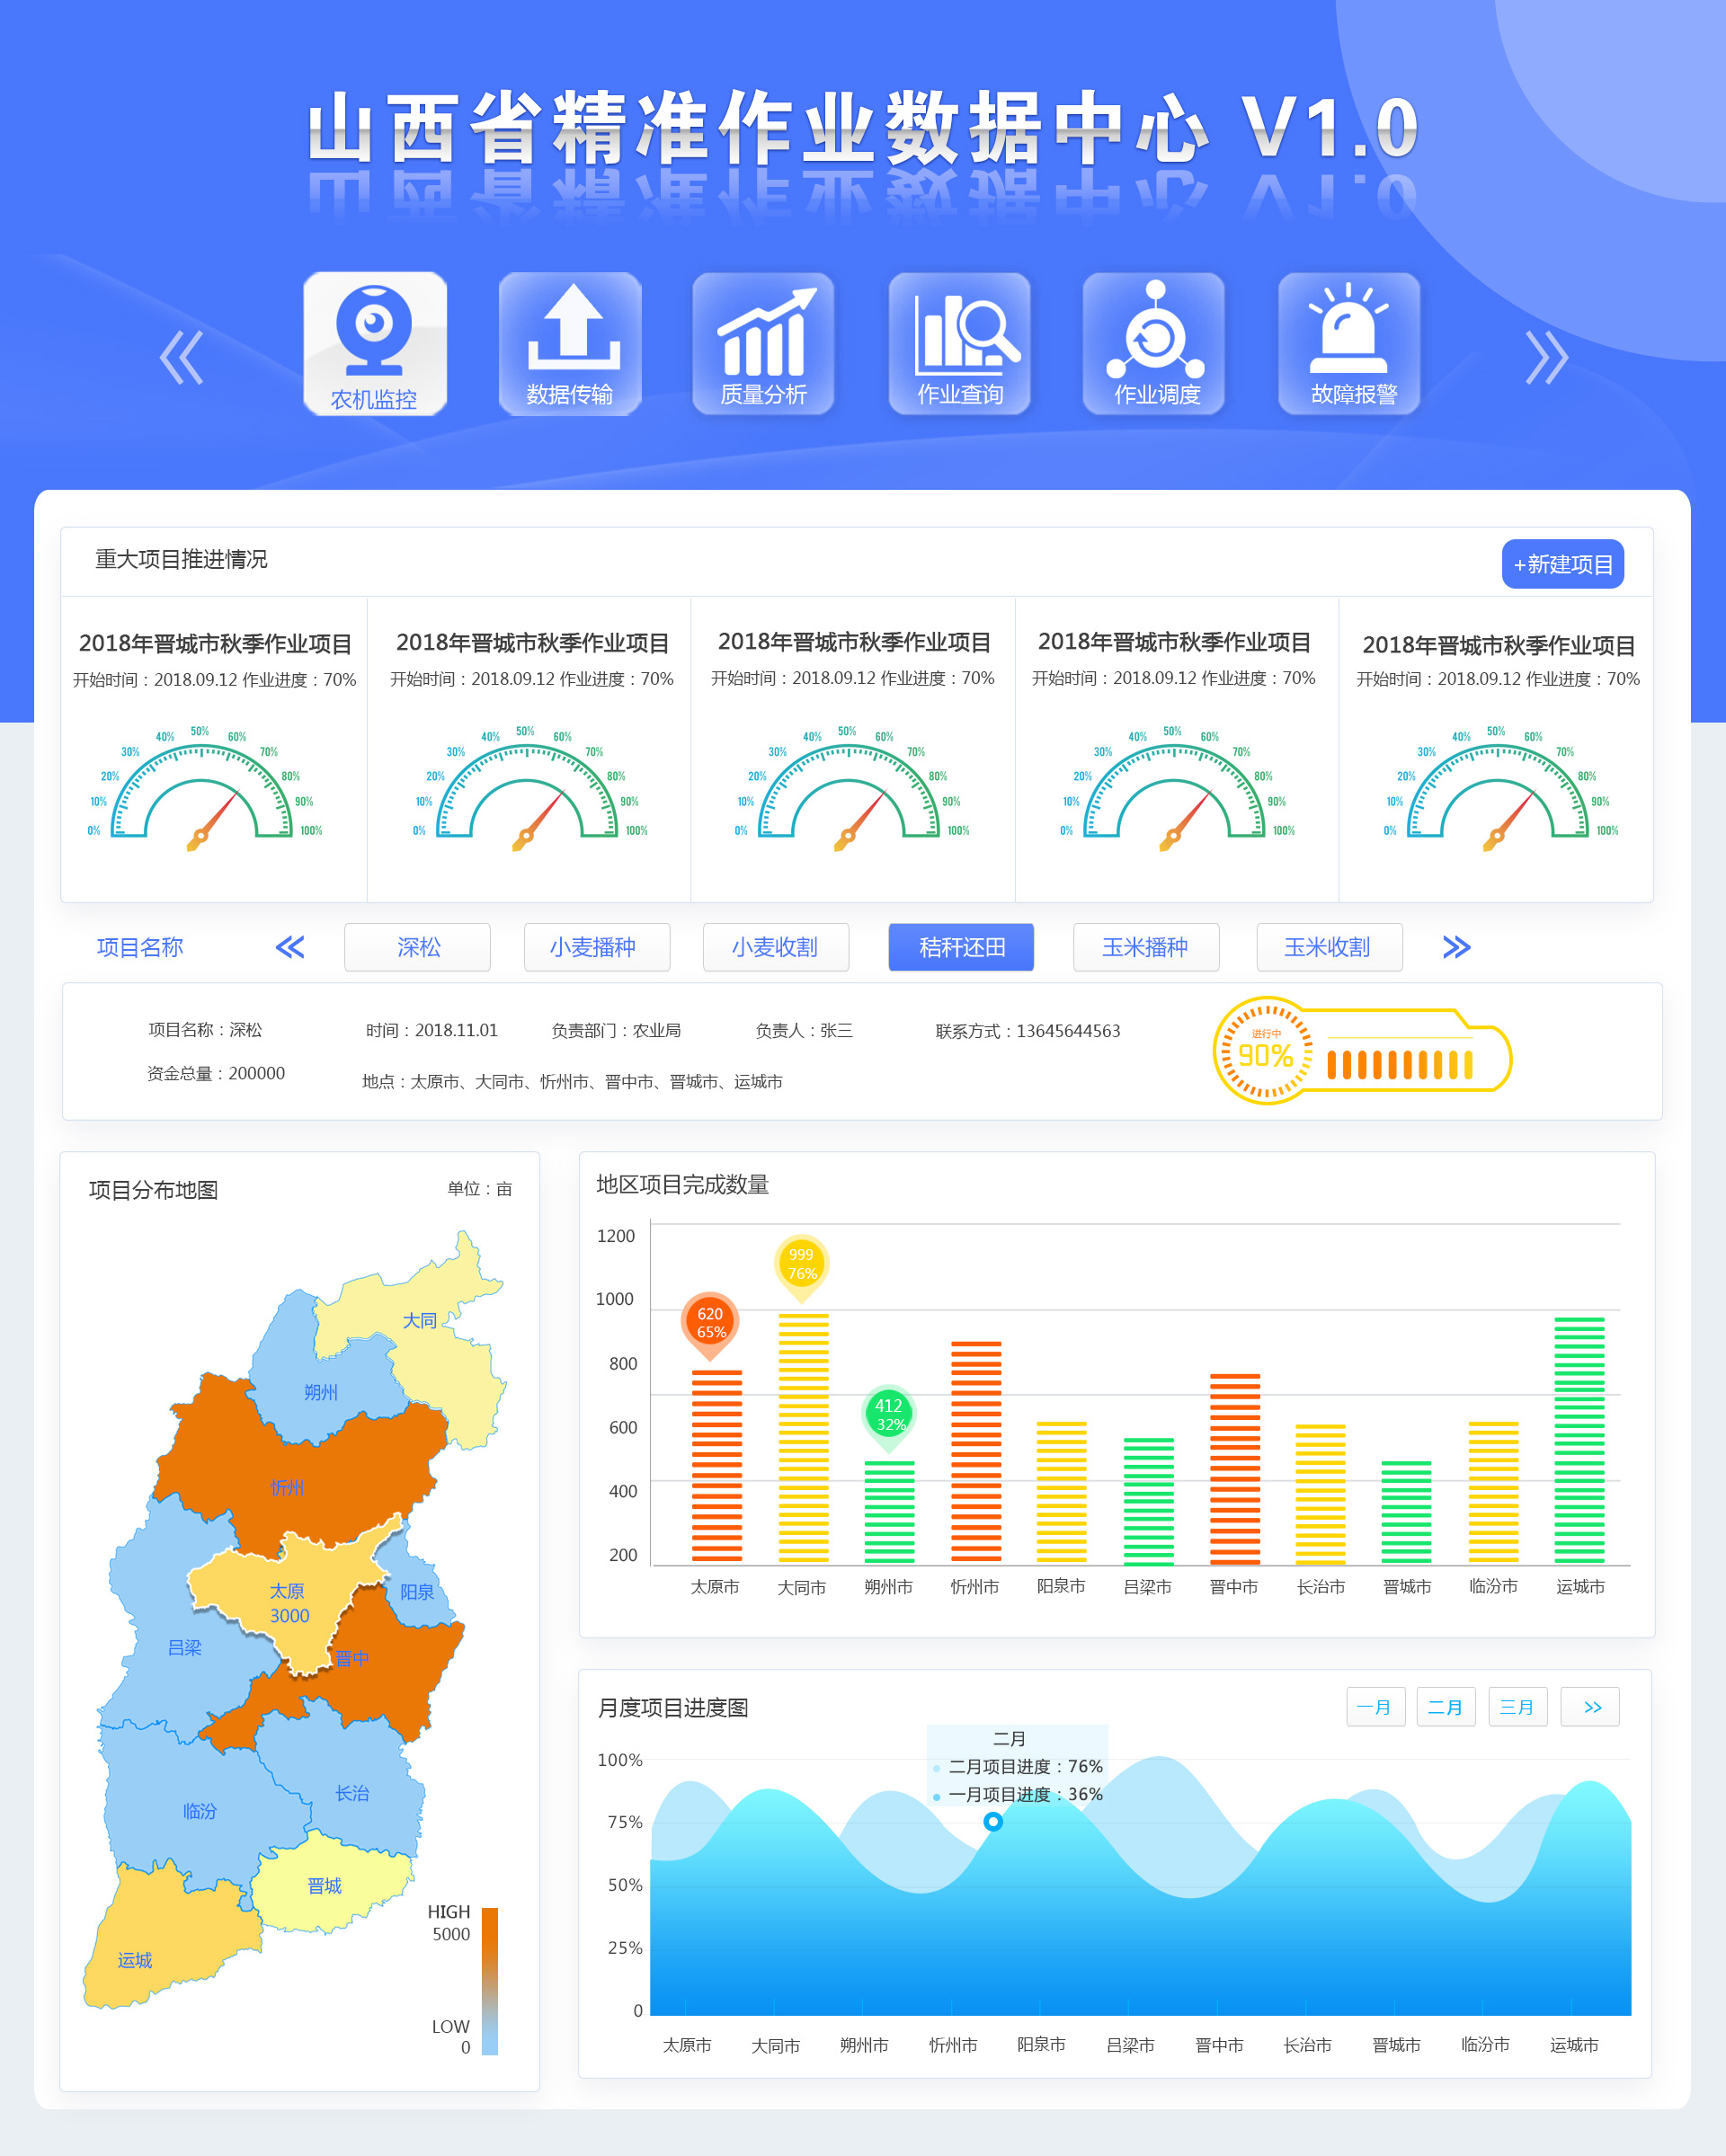 山西省精准作业数据中心 V1.0
农机监控 数据传输 质量分析 作业查询 作业调度 故障报警
重大项目推进情况 +新建项目
2018年晋城市秋季作业项目
开始时间：2018.09.12 作业进度：70%
0% 10% 20% 30% 40% 50% 60% 70% 80% 90% 100%
2018年晋城市秋季作业项目
开始时间：2018.09.12 作业进度：70%
0% 10% 20% 30% 40% 50% 60% 70% 80% 90% 100%
2018年晋城市秋季作业项目
开始时间：2018.09.12 作业进度：70%
0% 10% 20% 30% 40% 50% 60% 70% 80% 90% 100%
2018年晋城市秋季作业项目
开始时间：2018.09.12 作业进度：70%
0% 10% 20% 30% 40% 50% 60% 70% 80% 90% 100%
2018年晋城市秋季作业项目
开始时间：2018.09.12 作业进度：70%
0% 10% 20% 30% 40% 50% 60% 70% 80% 90% 100%
项目名称 深松 小麦播种 小麦收割 秸秆还田 玉米播种 玉米收割
项目名称：深松 时间：2018.11.01 负责部门：农业局 负责人：张三 联系方式：13645644563
资金总量：200000 地点：太原市、大同市、忻州市、晋中市、晋城市、运城市
进行中
90%
项目分布地图 单位：亩
大同
朔州
忻州
太原
3000
阳泉
吕梁
晋中
长治
临汾
晋城
运城
HIGH
5000
LOW
0
地区项目完成数量
1200
1000
800
600
400
200
620
65%
999
76%
412
32%
太原市 大同市 朔州市 忻州市 阳泉市 吕梁市 晋中市 长治市 晋城市 临汾市 运城市
月度项目进度图 一月 二月 三月 >>
二月
二月项目进度：76%
一月项目进度：36%
100%
75%
50%
25%
0
太原市 大同市 朔州市 忻州市 阳泉市 吕梁市 晋中市 长治市 晋城市 临汾市 运城市